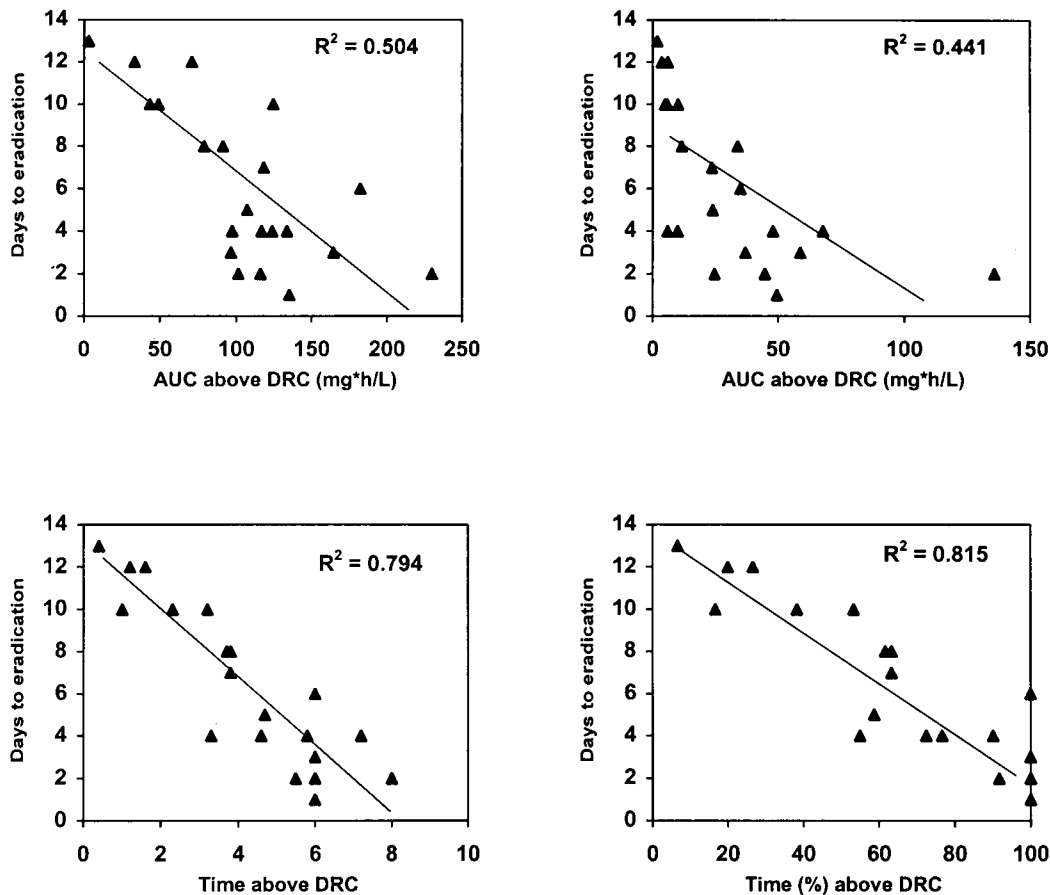 R² = 0.504
Days to eradication
14
12
10
8
6
4
2
0
0 50 100 150 200 250
AUC above DRC (mg*h/L)
R² = 0.441
Days to eradication
14
12
10
8
6
4
2
0
0 50 100 150
AUC above DRC (mg*h/L)
R² = 0.794
Days to eradication
14
12
10
8
6
4
2
0
0 2 4 6 8 10
Time above DRC
R² = 0.815
Days to eradication
14
12
10
8
6
4
2
0
0 20 40 60 80 100
Time (%) above DRC